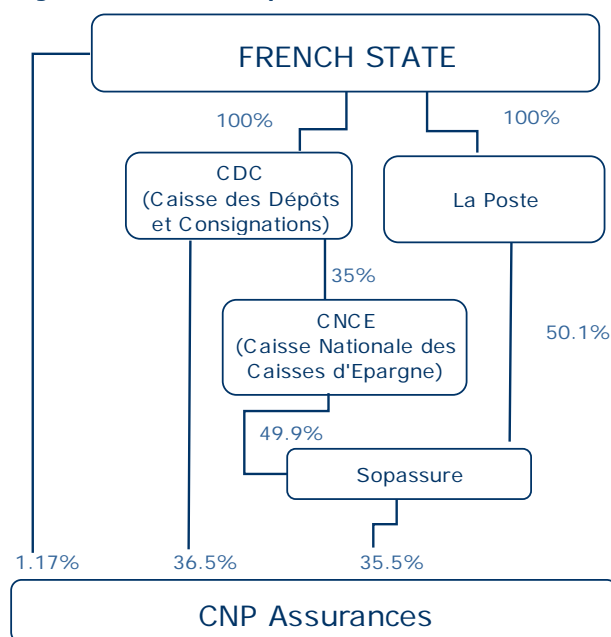 FRENCH STATE
100%
100%
CDC
(Caisse des Dépôts
et Consignations)
La Poste
35%
CNCE
(Caisse Nationale des
Caisses d'Epargne)
50.1%
49.9%
Sopassure
1.17%
36.5%
35.5%
CNP Assurances